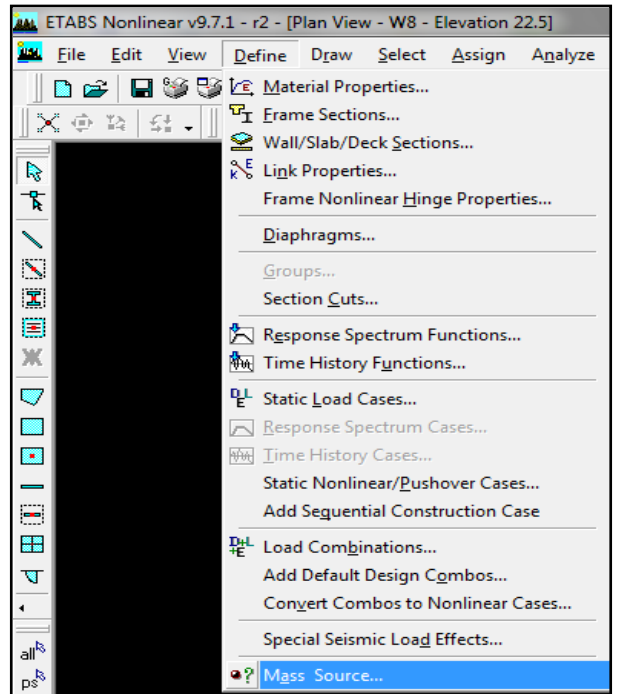 ETABS Nonlinear v9.7.1 - r2 - [Plan View - W8 - Elevation 22.5]
File Edit View Define Draw Select Assign Analyze
Material Properties...
Frame Sections...
Wall/Slab/Deck Sections...
Link Properties...
Frame Nonlinear Hinge Properties...
Diaphragms...
Groups...
Section Cuts...
Response Spectrum Functions...
Time History Functions...
Static Load Cases...
Response Spectrum Cases...
Time History Cases...
Static Nonlinear/Pushover Cases...
Add Sequential Construction Case
Load Combinations...
Add Default Design Combos...
Convert Combos to Nonlinear Cases...
Special Seismic Load Effects...
all
ps
Mass Source...